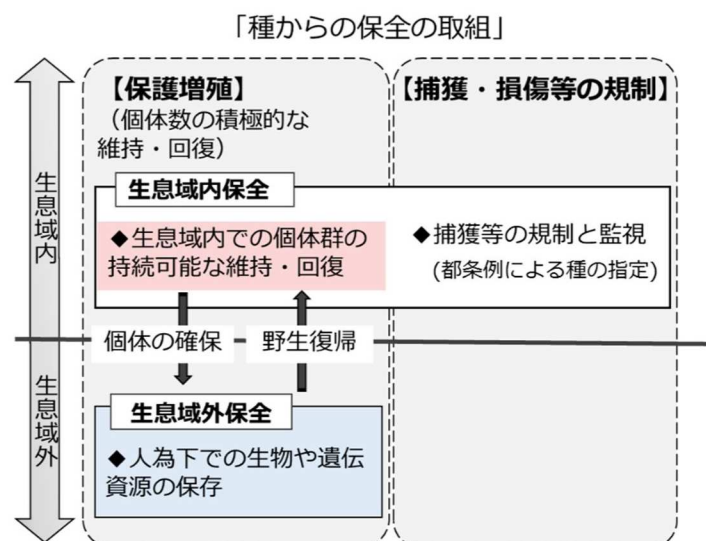 「種からの保全の取組」
【保護増殖】
（個体数の積極的な
維持・回復）
【捕獲・損傷等の規制】
生息域内
生息域内保全
◆生息域内での個体群の
持続可能な維持・回復
◆捕獲等の規制と監視
(都条例による種の指定)
個体の確保
野生復帰
生息域外
生息域外保全
◆人為下での生物や遺伝
資源の保存